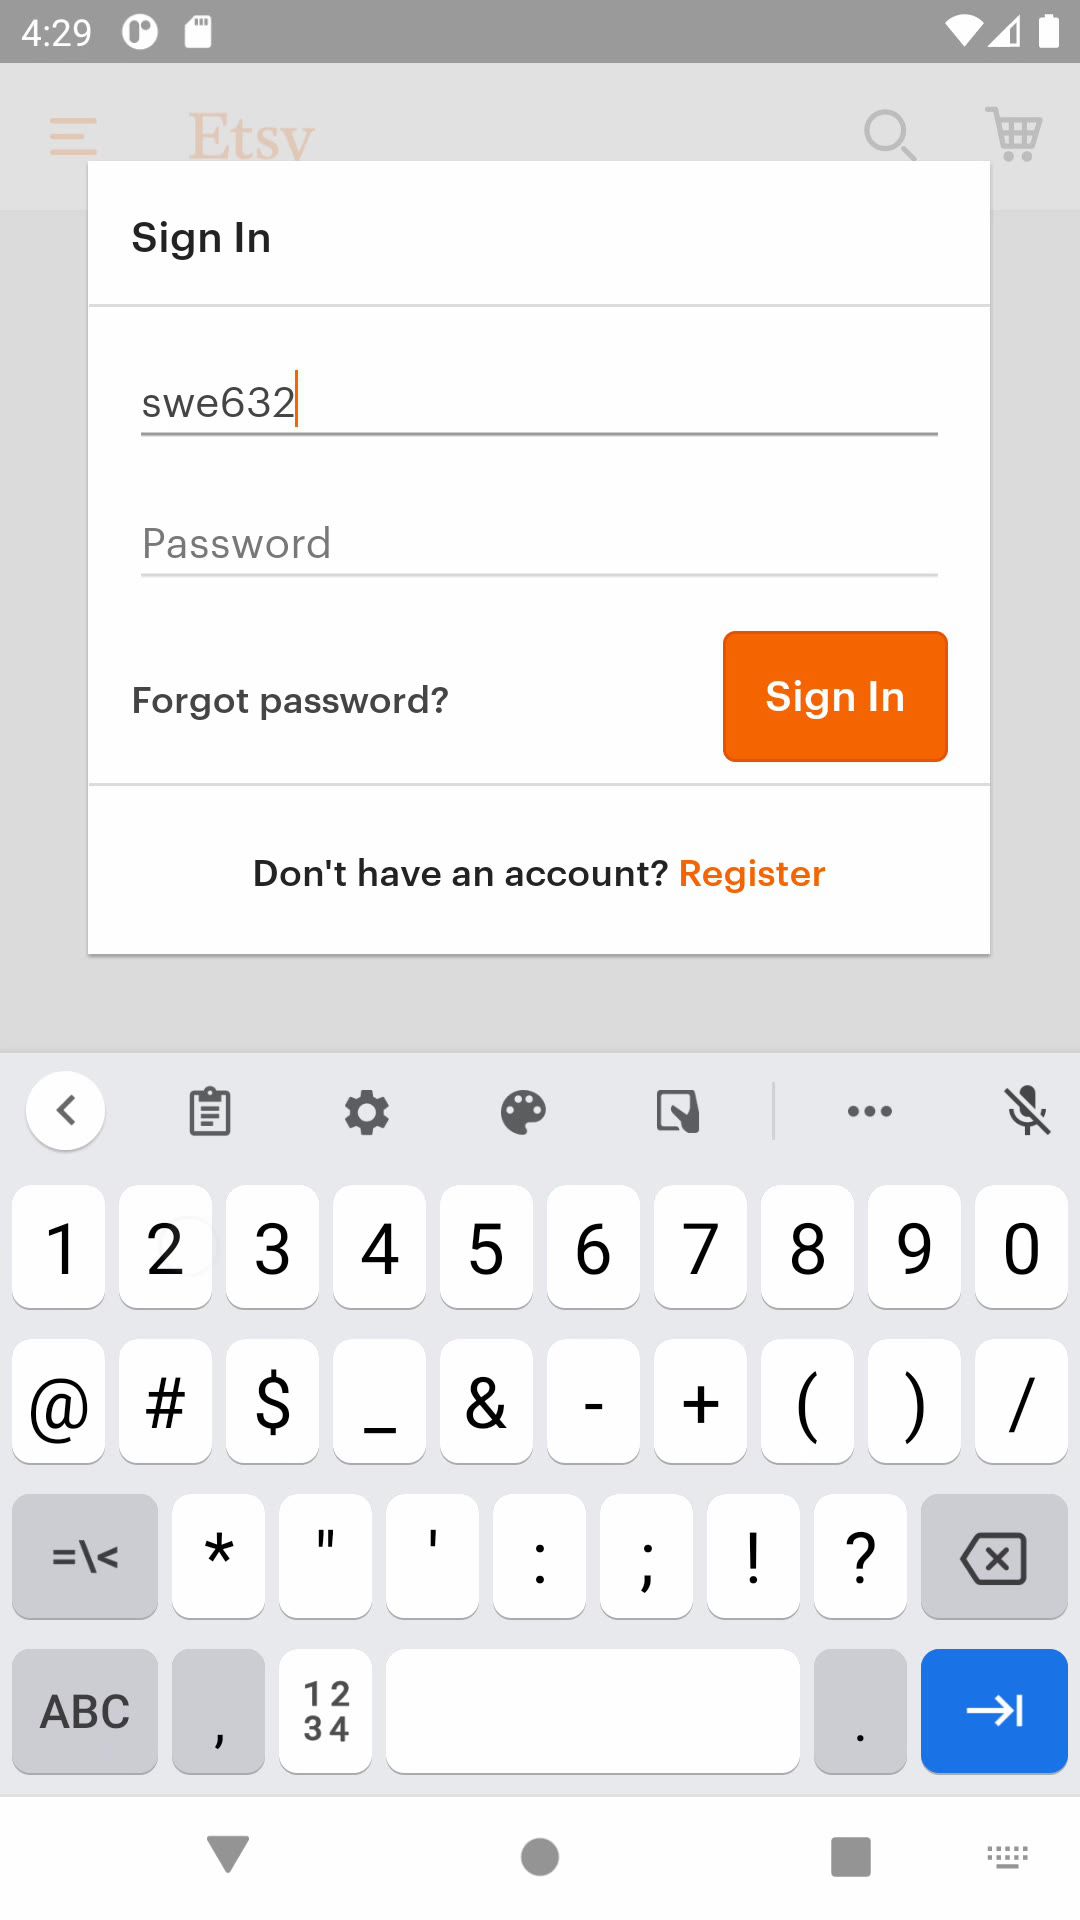 4:29
Etsy
Sign In
swe632
Password
Forgot password?
Sign In
Don't have an account? Register
1 2 3 4 5 6 7 8 9 0
@ # $ _ & - + ( ) /
=\< * " ' : ; ! ?
ABC , 12 34 .